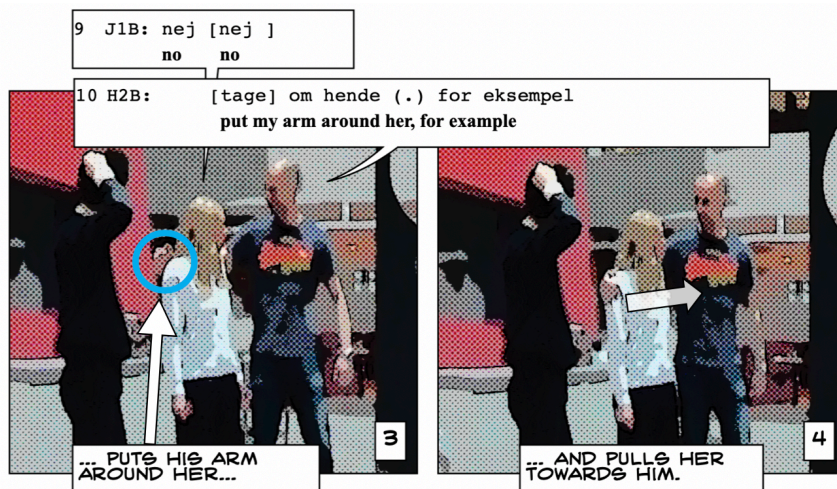 9 J1B: nej [nej ]
no no
10 H2B: [tage] om hende (.) for eksempel
put my arm around her, for example
3
... PUTS HIS ARM
AROUND HER...
4
... AND PULLS HER
TOWARDS HIM.